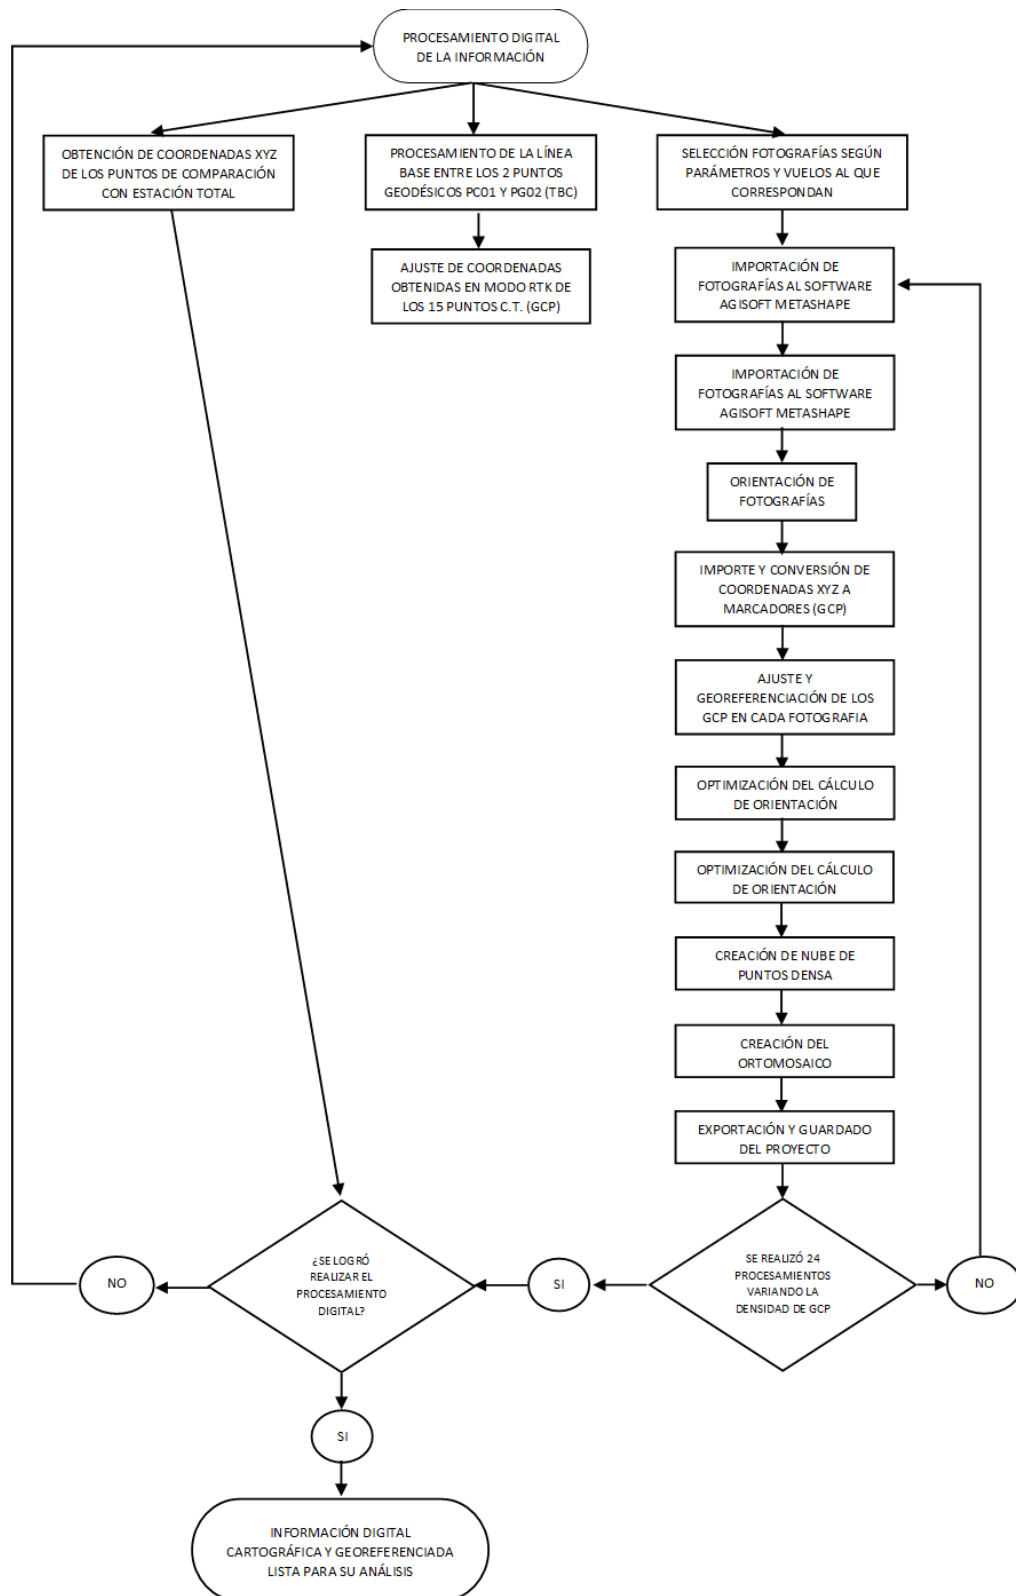 PROCESAMIENTO DIGITAL
DE LA INFORMACIÓN
OBTENCIÓN DE COORDENADAS XYZ
DE LOS PUNTOS DE COMPARACIÓN
CON ESTACIÓN TOTAL
PROCESAMIENTO DE LA LÍNEA
BASE ENTRE LOS 2 PUNTOS
GEODÉSICOS PC01 Y PG02 (TBC)
SELECCIÓN FOTOGRAFÍAS SEGÚN
PARÁMETROS Y VUELOS AL QUE
CORRESPONDAN
AJUSTE DE COORDENADAS
OBTENIDAS EN MODO RTK DE
LOS 15 PUNTOS C.T. (GCP)
IMPORTACIÓN DE
FOTOGRAFÍAS AL SOFTWARE
AGISOFT METASHAPE
IMPORTACIÓN DE
FOTOGRAFÍAS AL SOFTWARE
AGISOFT METASHAPE
ORIENTACIÓN DE
FOTOGRAFÍAS
IMPORTE Y CONVERSIÓN DE
COORDENADAS XYZ A
MARCADORES (GCP)
AJUSTE Y
GEOREFERENCIACIÓN DE LOS
GCP EN CADA FOTOGRAFIA
OPTIMIZACIÓN DEL CÁLCULO
DE ORIENTACIÓN
OPTIMIZACIÓN DEL CÁLCULO
DE ORIENTACIÓN
CREACIÓN DE NUBE DE
PUNTOS DENSA
CREACIÓN DEL
ORTOMOSAICO
EXPORTACIÓN Y GUARDADO
DEL PROYECTO
SE REALIZÓ 24
PROCESAMIENTOS
VARIANDO LA
DENSIDAD DE GCP
NO
SI
¿SE LOGRÓ
REALIZAR EL
PROCESAMIENTO
DIGITAL?
NO
SI
INFORMACIÓN DIGITAL
CARTOGRÁFICA Y GEOREFERENCIADA
LISTA PARA SU ANÁLISIS